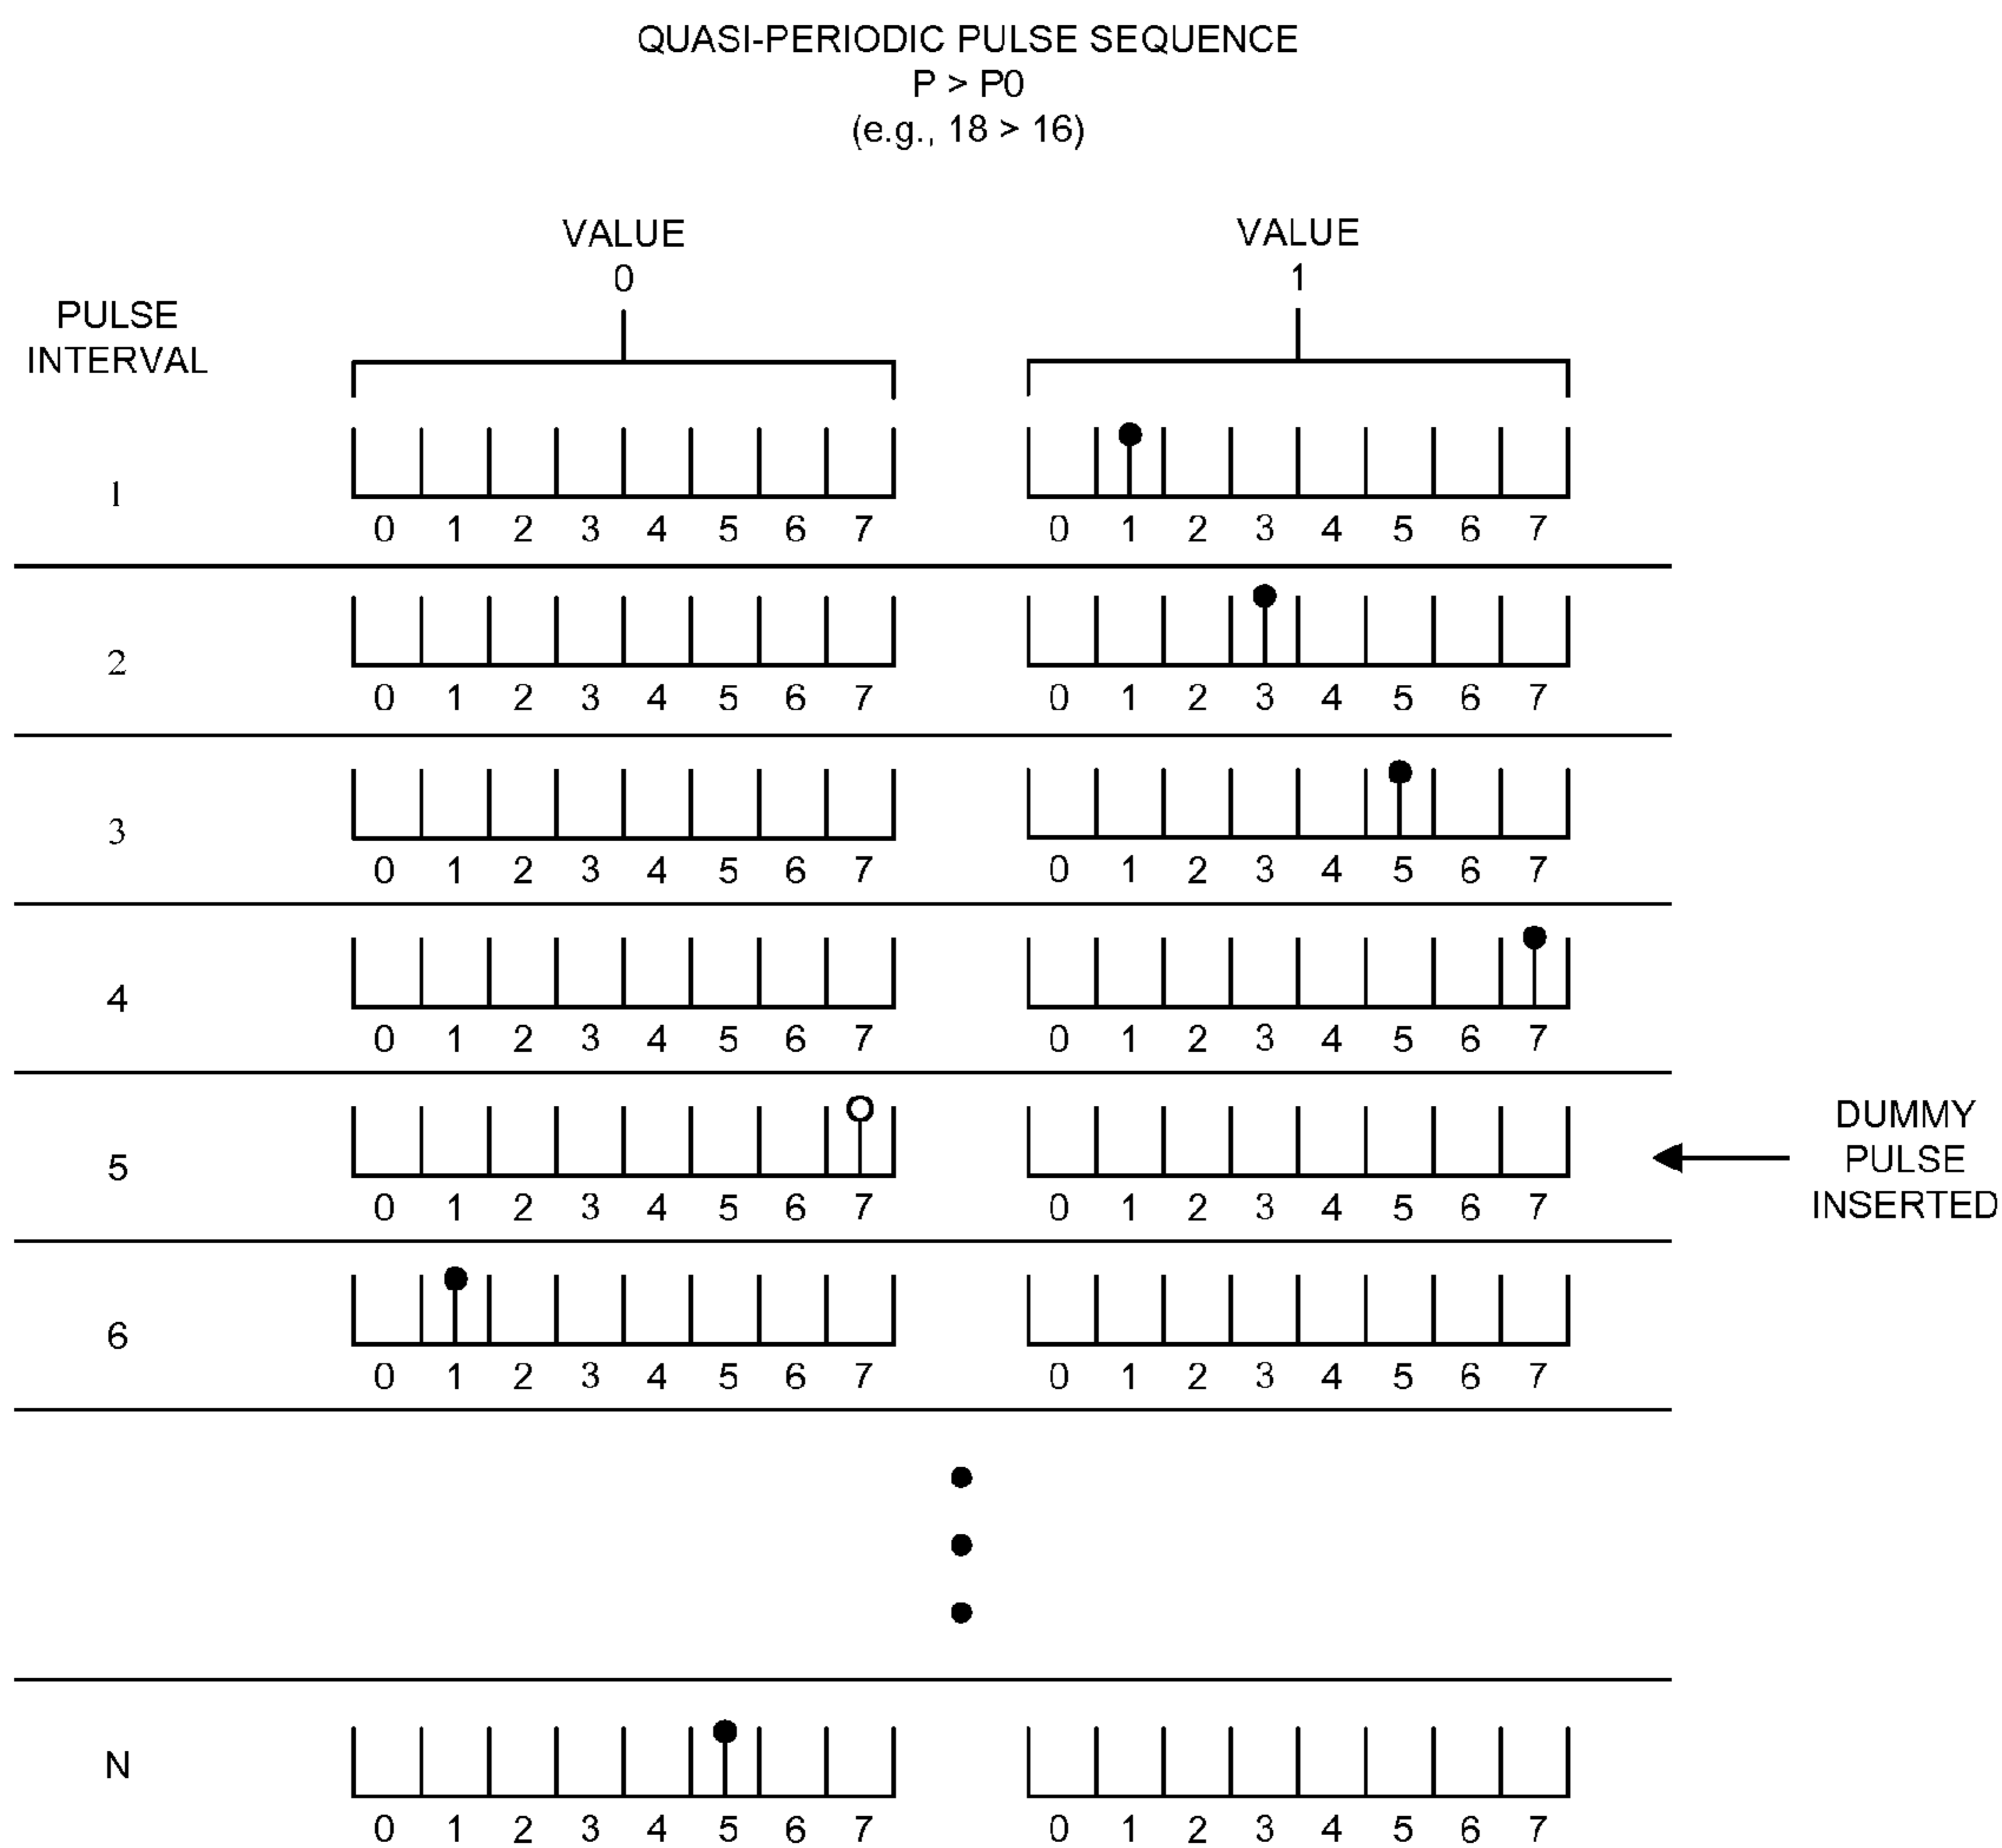 QUASI-PERIODIC PULSE SEQUENCE
P > P0
(e.g., 18 > 16)
VALUE
0
VALUE
1
PULSE
INTERVAL
1
0 1 2 3 4 5 6 7 0 1 2 3 4 5 6 7
2
0 1 2 3 4 5 6 7 0 1 2 3 4 5 6 7
3
0 1 2 3 4 5 6 7 0 1 2 3 4 5 6 7
4
0 1 2 3 4 5 6 7 0 1 2 3 4 5 6 7
5
0 1 2 3 4 5 6 7 0 1 2 3 4 5 6 7
DUMMY
PULSE
INSERTED
6
0 1 2 3 4 5 6 7 0 1 2 3 4 5 6 7
N
0 1 2 3 4 5 6 7 0 1 2 3 4 5 6 7